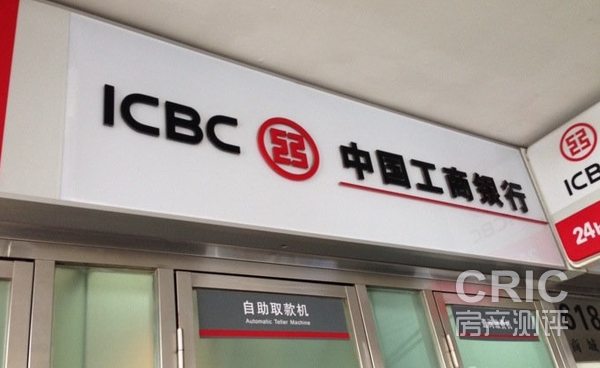 ICBC 中国工商银行
ICBC
24
自助取款机
Automatic Teller Machine
CRIC
房产测评
618